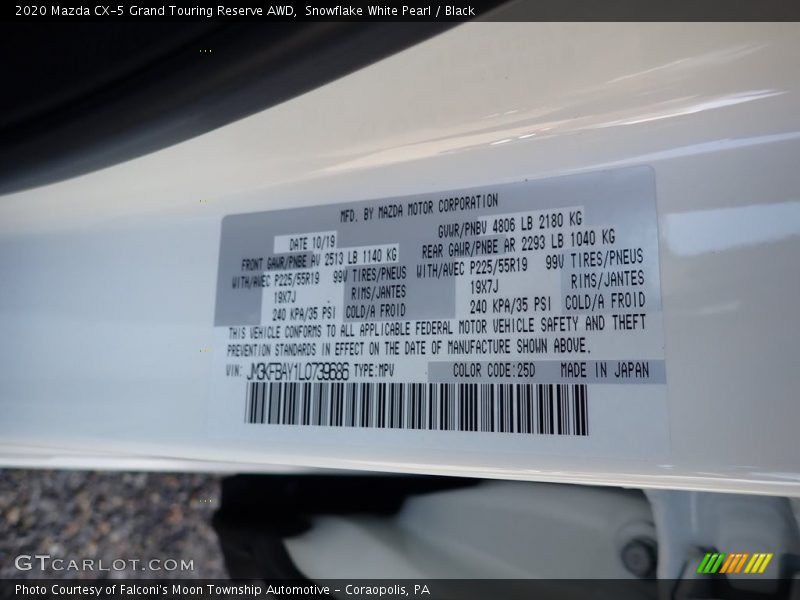 2020 Mazda CX-5 Grand Touring Reserve AWD,  Snowflake White Pearl / Black
MFD. BY MAZDA MOTOR CORPORATION
DATE 10/19 GVWR/PNBV 4806 LB 2180 KG
FRONT GAWR/PNBE AV 2513 LB 1140 KG REAR GAWR/PNBE AR 2293 LB 1040 KG
WITH/AVEC P225/55R19 99V TIRES/PNEUS WITH/AVEC P225/55R19 99V TIRES/PNEUS
19X7J RIMS/JANTES 19X7J RIMS/JANTES
240 KPA/35 PSI COLD/A FROID 240 KPA/35 PSI COLD/A FROID
THIS VEHICLE CONFORMS TO ALL APPLICABLE FEDERAL MOTOR VEHICLE SAFETY AND THEFT
PREVENTION STANDARDS IN EFFECT ON THE DATE OF MANUFACTURE SHOWN ABOVE.
VIN: JM3KFBAY1L0739686 TYPE:MPV COLOR CODE:25D MADE IN JAPAN
GTCARLOT.COM
Photo Courtesy of Falconi's Moon Township Automotive - Coraopolis, PA